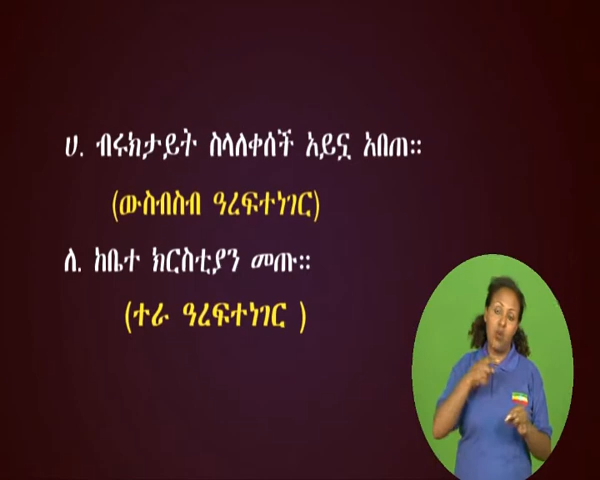 ሀ. ብሩክታይት ስላለቀሰች አይኗ አበጠ።
(ውስብስብ ዓረፍተነገር)
ለ. ከቤተ ክርስቲያን መጡ።
(ተራ ዓረፍተነገር )